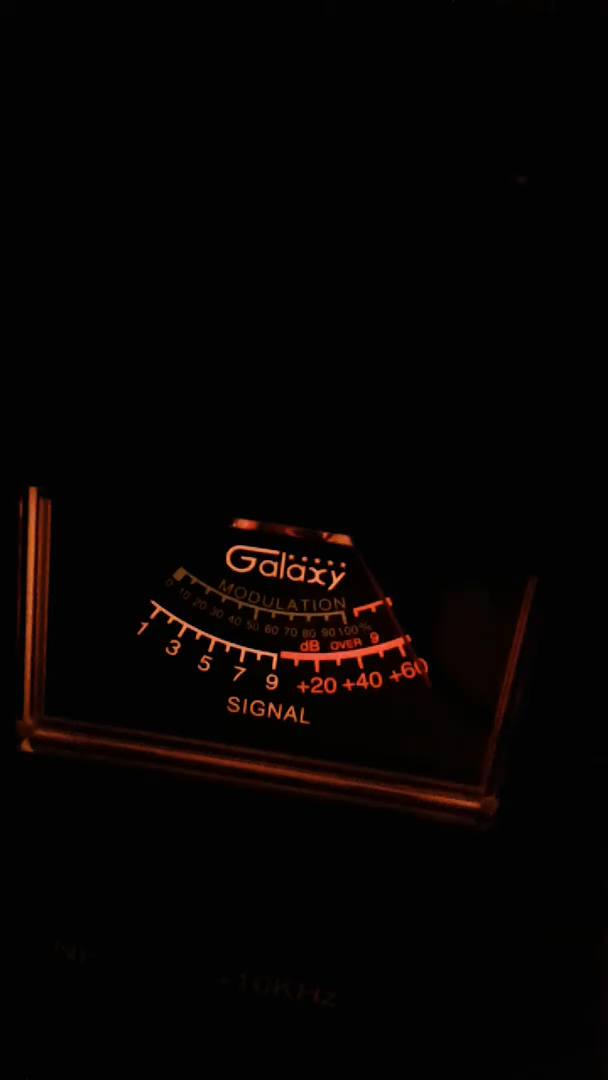 Galaxy
MODULATION
0 10 20 30 40 50 60 70 80 90 100 %
dB OVER 9
1 3 5 7 9 +20 +40 +60
SIGNAL
+10KHz